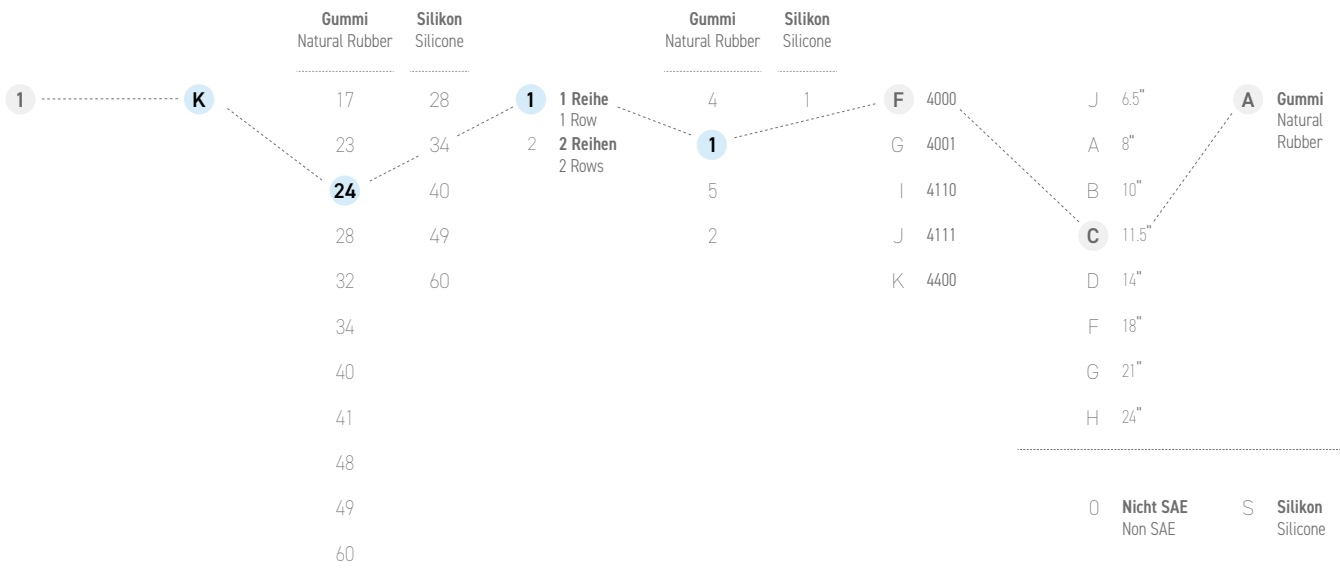 Gummi Silikon Gummi Silikon
Natural Rubber Silicone Natural Rubber Silicone
1 K 17 28 1 1 Reihe 4 1 F 4000 J 6.5" A Gummi
1 Row Natural
23 34 2 2 Reihen 1 G 4001 A 8" Rubber
2 Rows
24 40 5 I 4110 B 10"
28 49 2 J 4111 C 11.5"
32 60 K 4400 D 14"
34 F 18"
40 G 21"
41 H 24"
48
49 0 Nicht SAE S Silikon
Non SAE Silicone
60